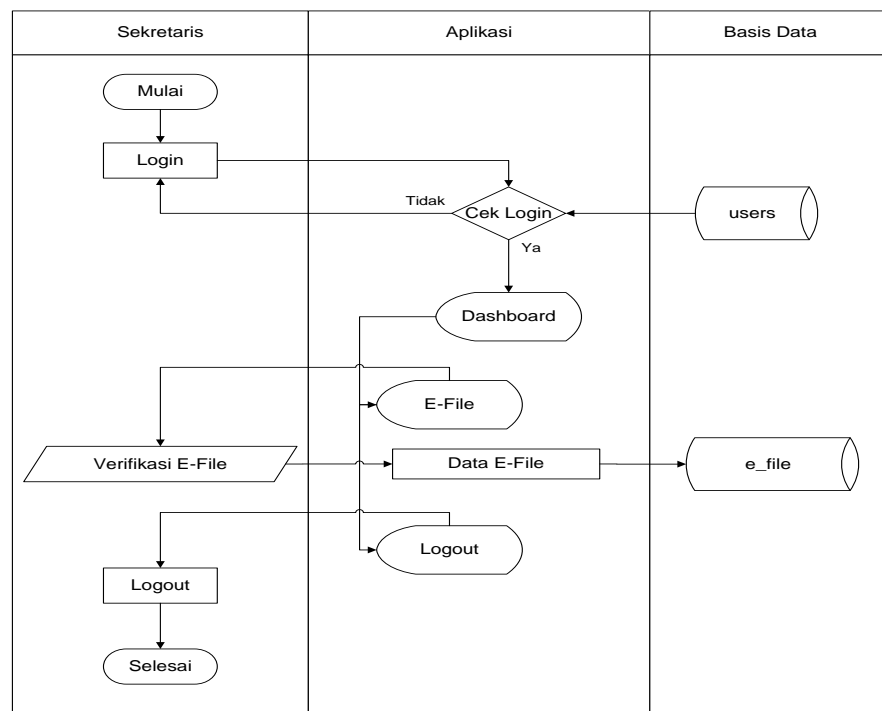 Sekretaris
Aplikasi
Basis Data
Mulai
Login
Tidak
Cek Login
users
Ya
Dashboard
E-File
Verifikasi E-File
Data E-File
e_file
Logout
Logout
Selesai